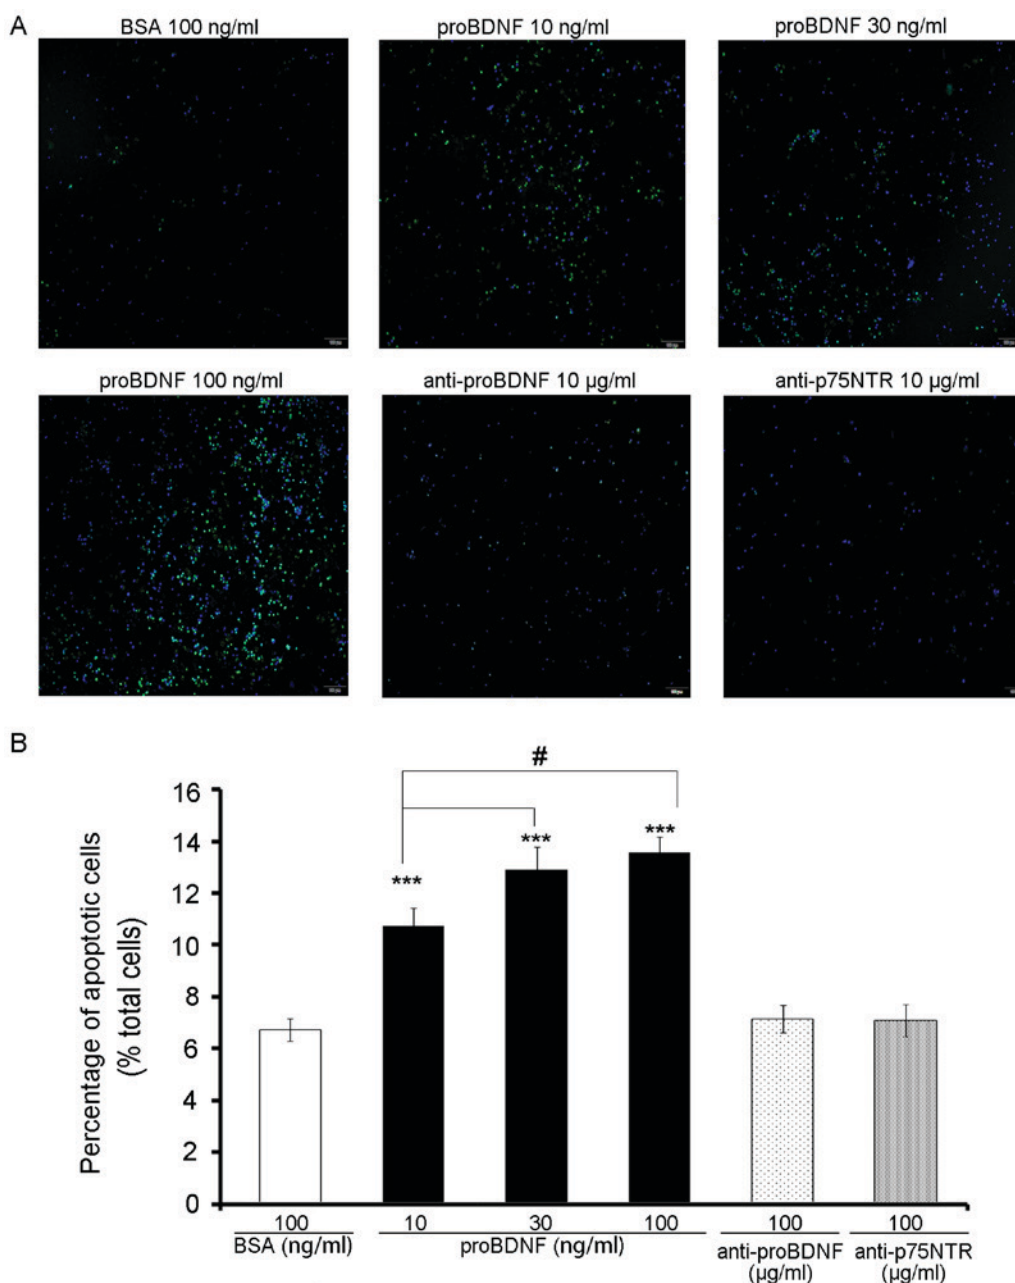 A
BSA 100 ng/ml
proBDNF 10 ng/ml
proBDNF 30 ng/ml
proBDNF 100 ng/ml
anti-proBDNF 10 µg/ml
anti-p75NTR 10 µg/ml
B
#
16
14
12
10
8
6
4
2
0
Percentage of apoptotic cells
(% total cells)
***
***
***
100
10
30
100
100
100
BSA (ng/ml)
proBDNF (ng/ml)
anti-proBDNF
(µg/ml)
anti-p75NTR
(µg/ml)